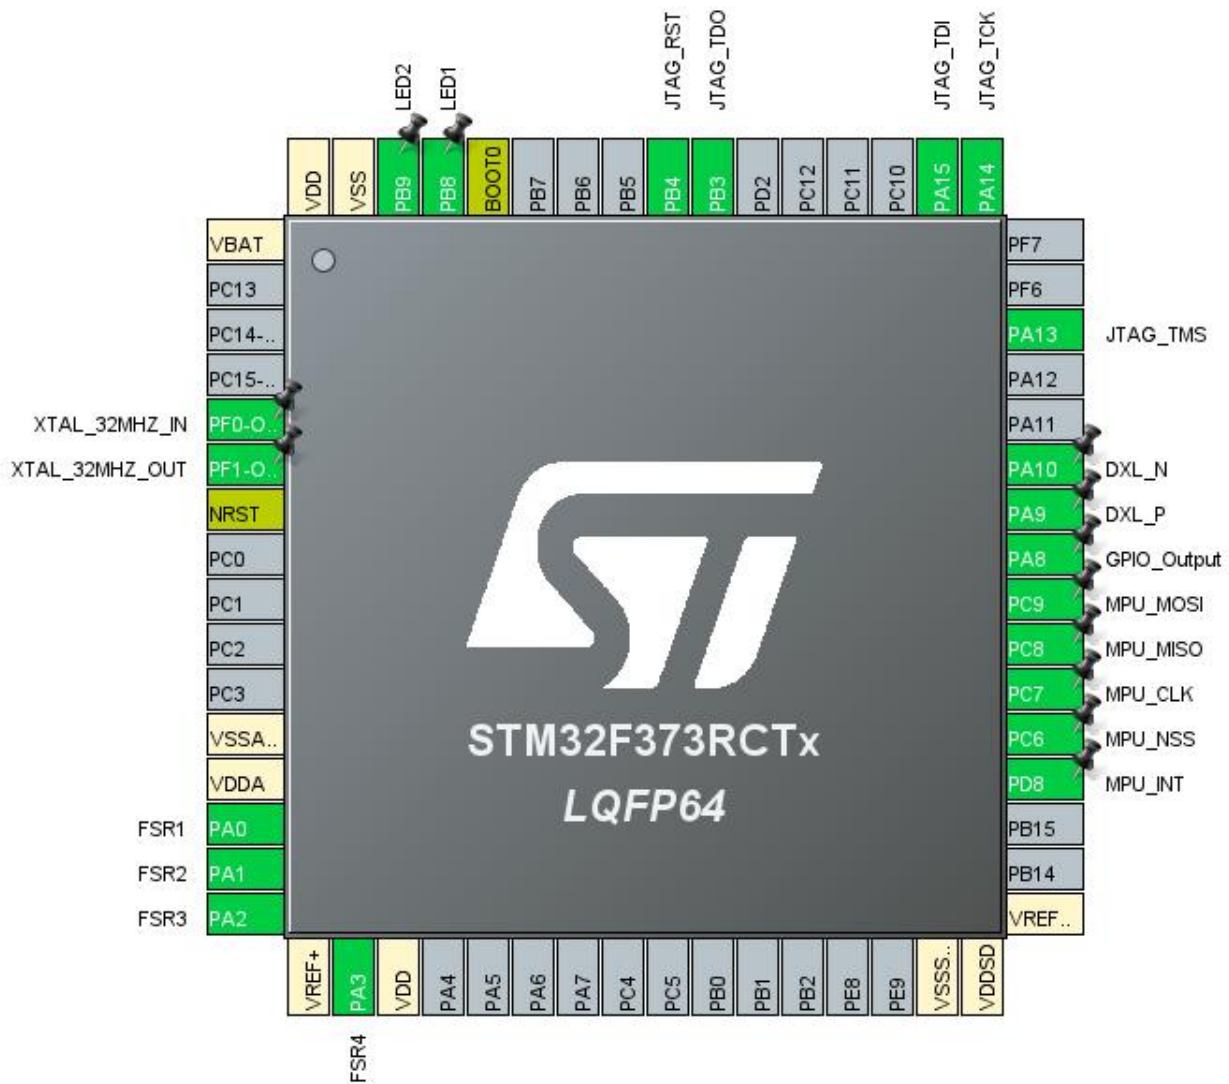 LED2
LED1
JTAG_RST
JTAG_TDO
JTAG_TDI
JTAG_TCK
VDD
VSS
PB9
PB8
BOOT0
PB7
PB6
PB5
PB4
PB3
PD2
PC12
PC11
PC10
PA15
PA14
VBAT
PC13
PC14-..
PC15-..
XTAL_32MHZ_IN PF0-O..
XTAL_32MHZ_OUT PF1-O..
NRST
PC0
PC1
PC2
PC3
VSSA..
VDDA
FSR1 PA0
FSR2 PA1
FSR3 PA2
PF7
PF6
PA13 JTAG_TMS
PA12
PA11
PA10 DXL_N
PA9 DXL_P
PA8 GPIO_Output
PC9 MPU_MOSI
PC8 MPU_MISO
PC7 MPU_CLK
PC6 MPU_NSS
PD8 MPU_INT
PB15
PB14
VREF..
ST
STM32F373RCTx
LQFP64
VREF+
PA3
VDD
PA4
PA5
PA6
PA7
PC4
PC5
PB0
PB1
PB2
PE8
PE9
VSSS..
VDDSD
FSR4